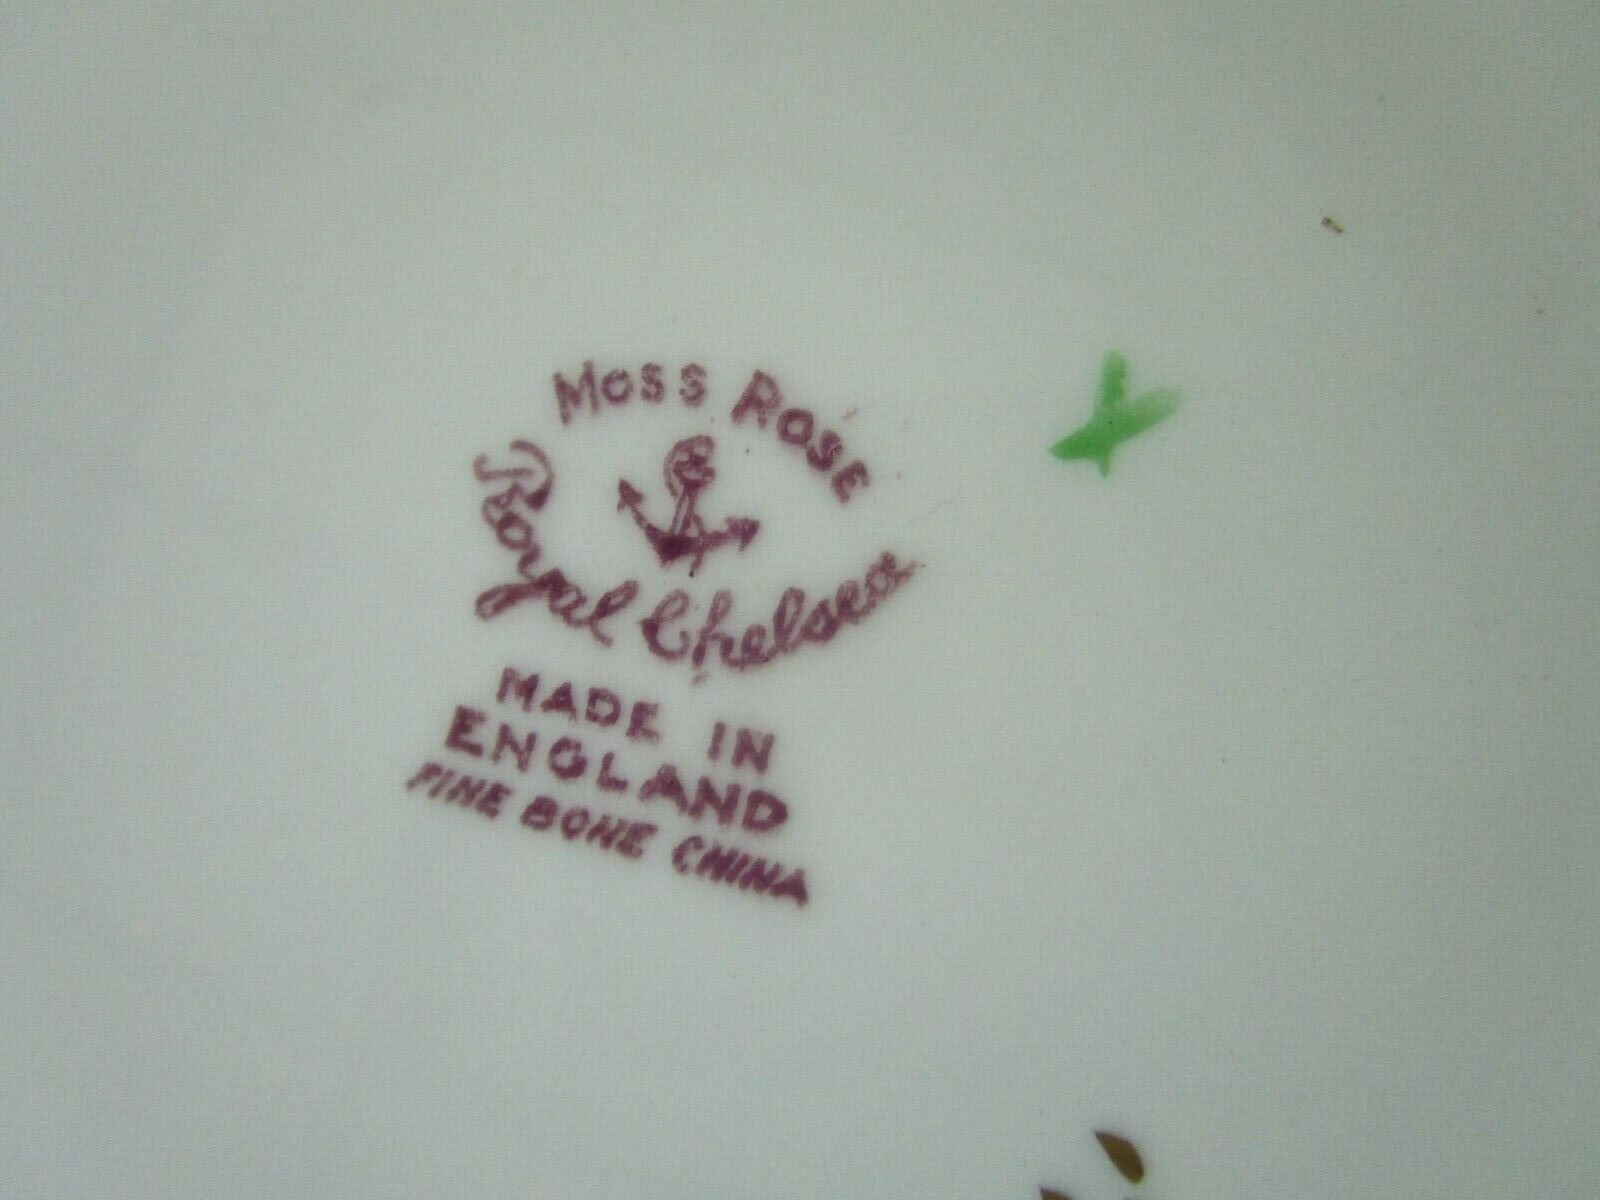 MOSS ROSE
Royal Chelsea
MADE IN
ENGLAND
FINE BONE CHINA